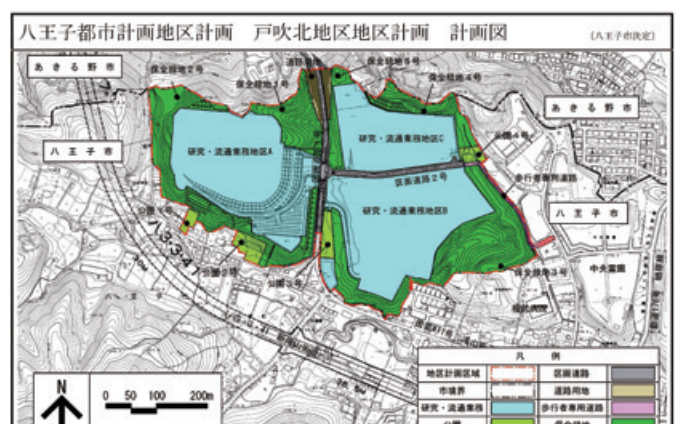 八王子都市計画地区計画 戸吹北地区地区計画 計画図
(八王子市決定)
あきる野市
保全緑地2号
保全緑地1号
道路用地
保全緑地5号
保全緑地4号
あきる野市
八王子市
研究・流通業務地区A
研究・流通業務地区C
公園4号
区画道路2号
歩行者専用道路
研究・流通業務地区B
八王子市
公園1号
公園2号
公園3号
保全緑地3号
中央霊園
N
0 50 100 200m
凡 例
地区計画区域 区画道路
市境界 道路用地
研究・流通業務 歩行者専用道路
公園 保全緑地